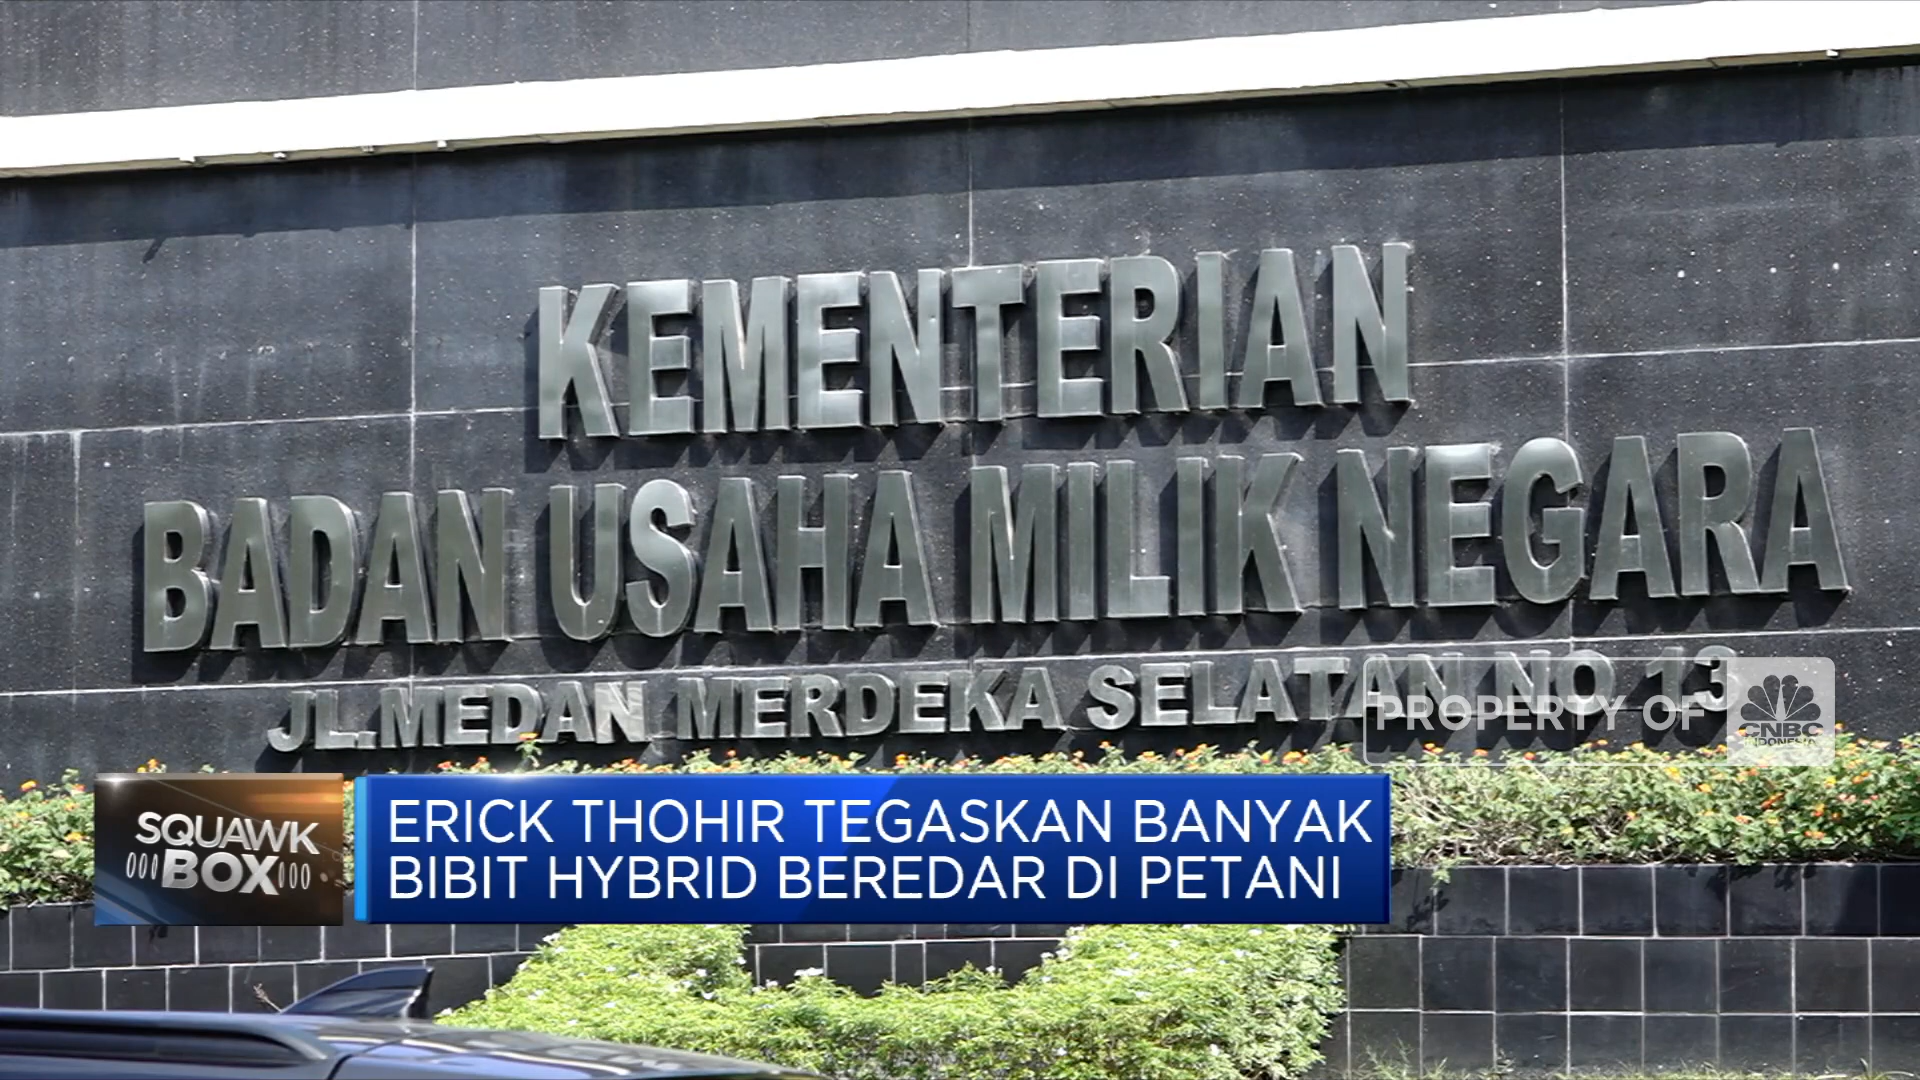 KEMENTERIAN
BADAN USAHA MILIK NEGARA
JL.MEDAN MERDEKA SELATAN NO 13
PROPERTY OF
CNBC
INDONESIA
SQUAWK
BOX
ERICK THOHIR TEGASKAN BANYAK
BIBIT HYBRID BEREDAR DI PETANI